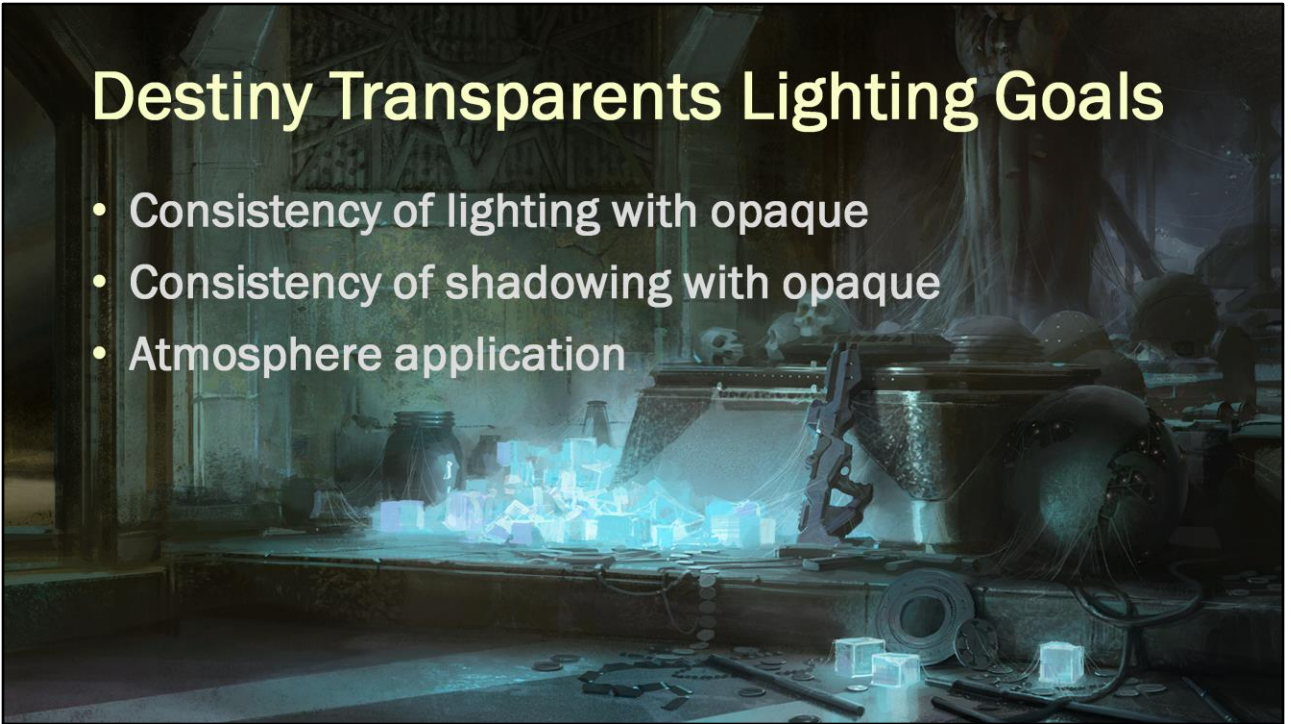 Destiny Transparents Lighting Goals
• Consistency of lighting with opaque
• Consistency of shadowing with opaque
• Atmosphere application